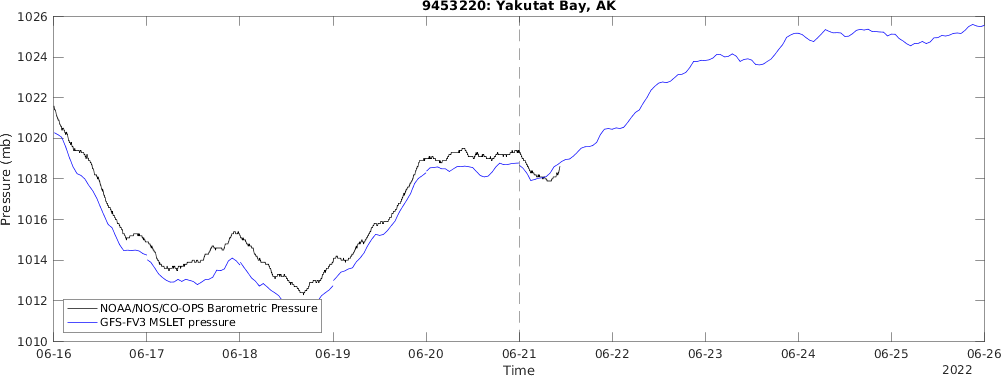 9453220: Yakutat Bay, AK
Pressure (mb)
1026
1024
1022
1020
1018
1016
1014
1012
1010
NOAA/NOS/CO-OPS Barometric Pressure
GFS-FV3 MSLET pressure
06-16 06-17 06-18 06-19 06-20 06-21 06-22 06-23 06-24 06-25 06-26
Time
2022